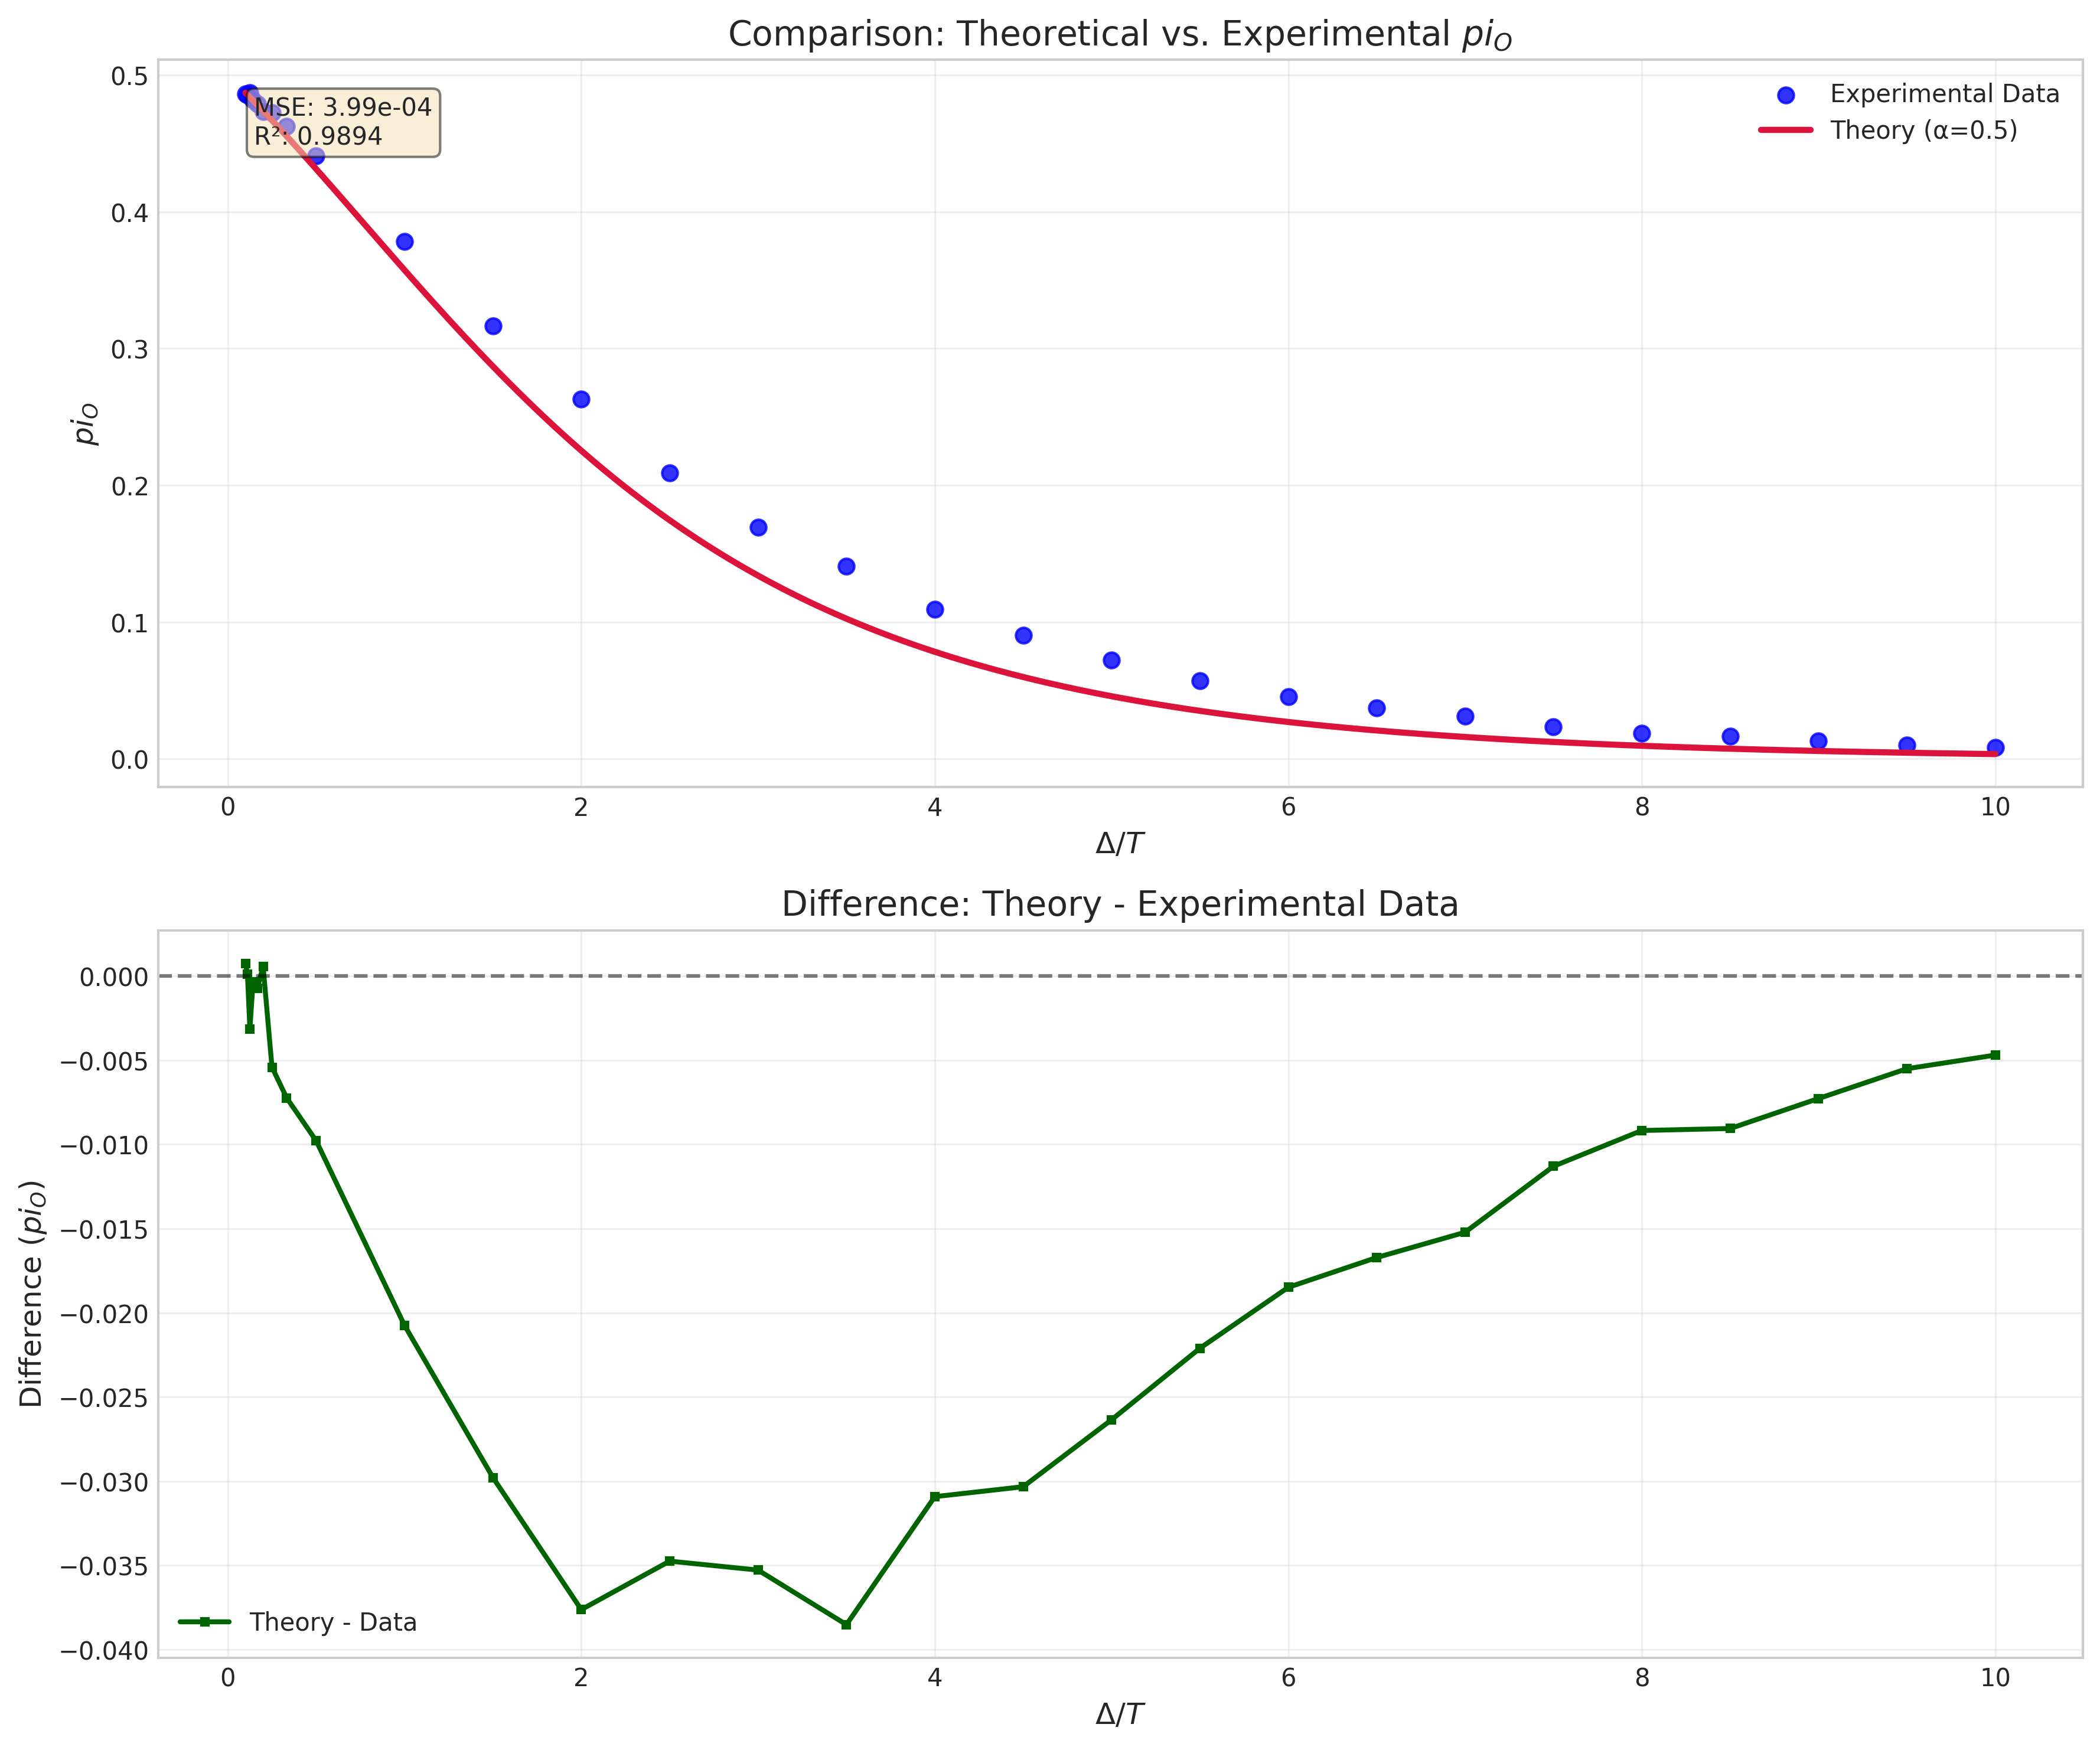 Comparison: Theoretical vs. Experimental pi_O
0.5
0.4
0.3
0.2
0.1
0.0
pi_O
MSE: 3.99e-04
R²: 0.9894
Experimental Data
Theory (α=0.5)
0 2 4 6 8 10
Δ/T
Difference: Theory - Experimental Data
0.000
−0.005
−0.010
−0.015
−0.020
−0.025
−0.030
−0.035
−0.040
Difference (pi_O)
Theory - Data
0 2 4 6 8 10
Δ/T